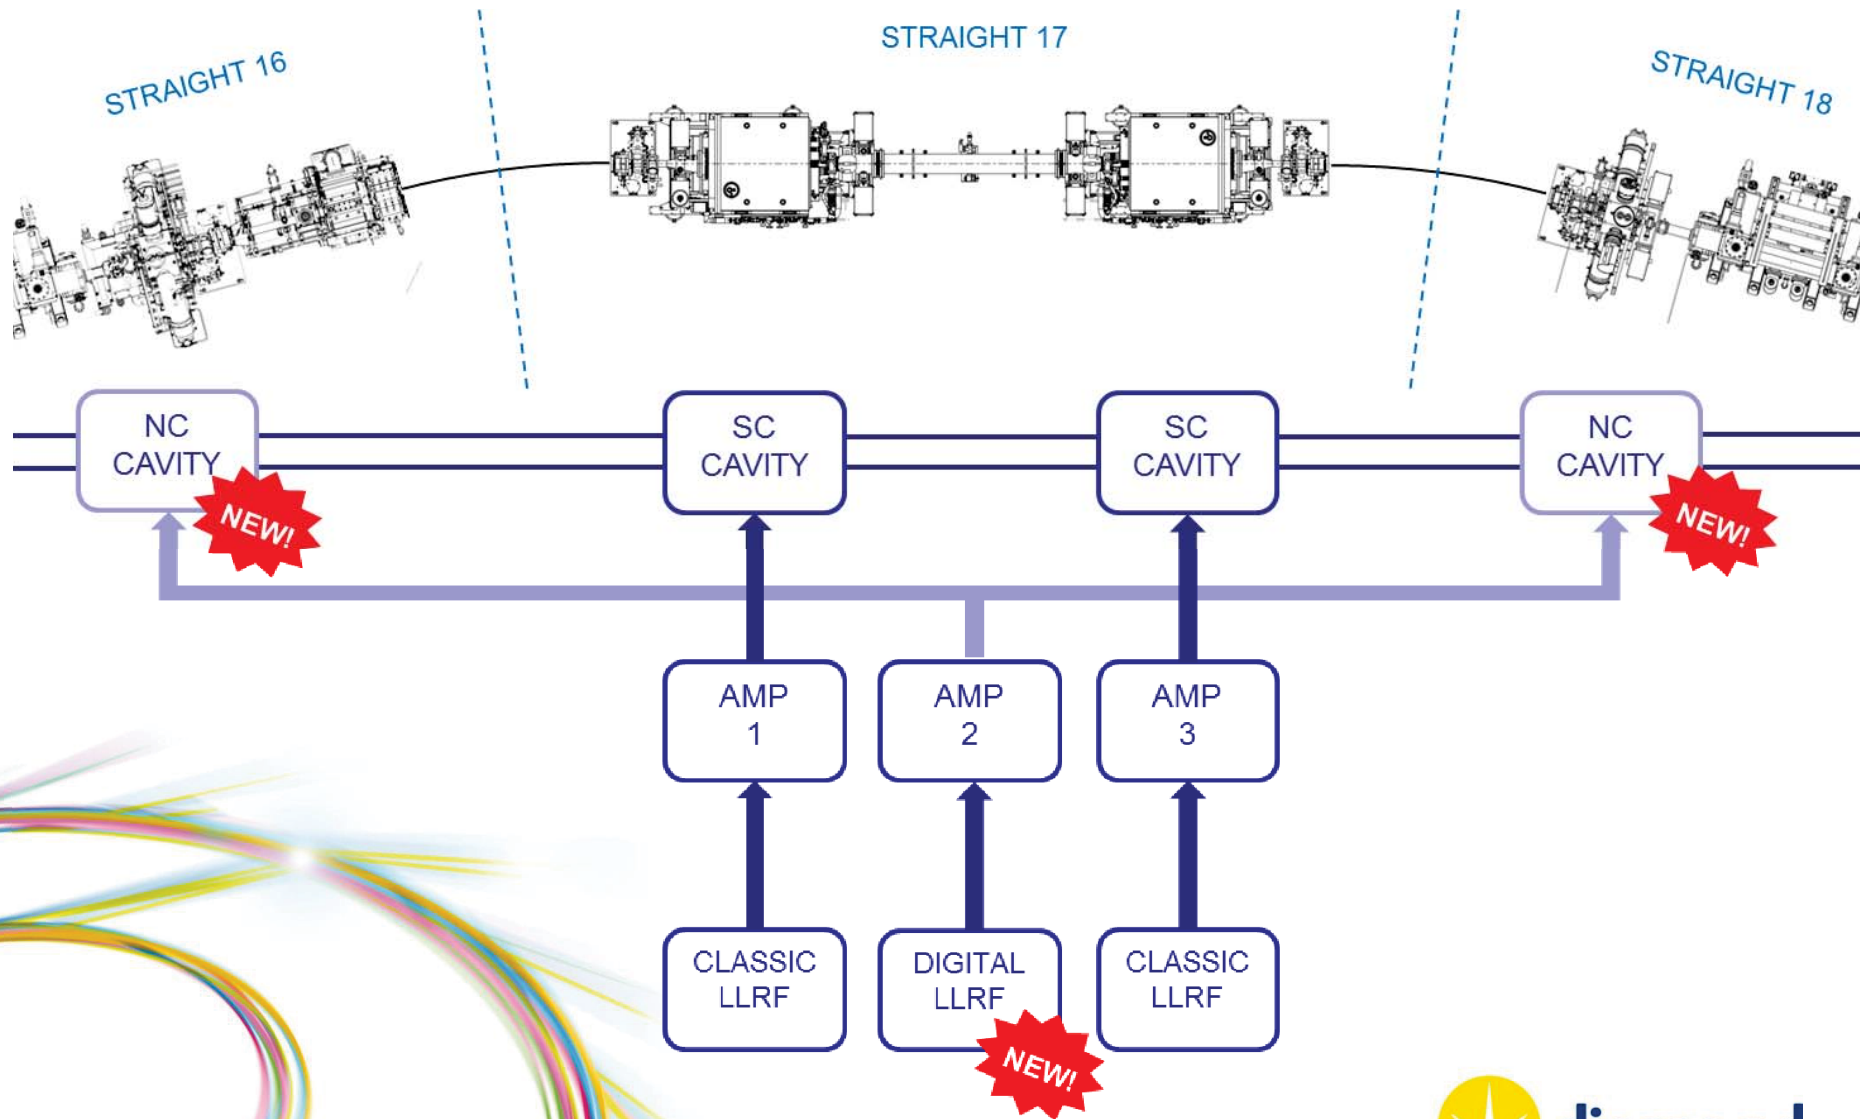 STRAIGHT 16
STRAIGHT 17
STRAIGHT 18
NC
CAVITY
NEW!
SC
CAVITY
SC
CAVITY
NC
CAVITY
NEW!
AMP
1
AMP
2
AMP
3
CLASSIC
LLRF
DIGITAL
LLRF
NEW!
CLASSIC
LLRF